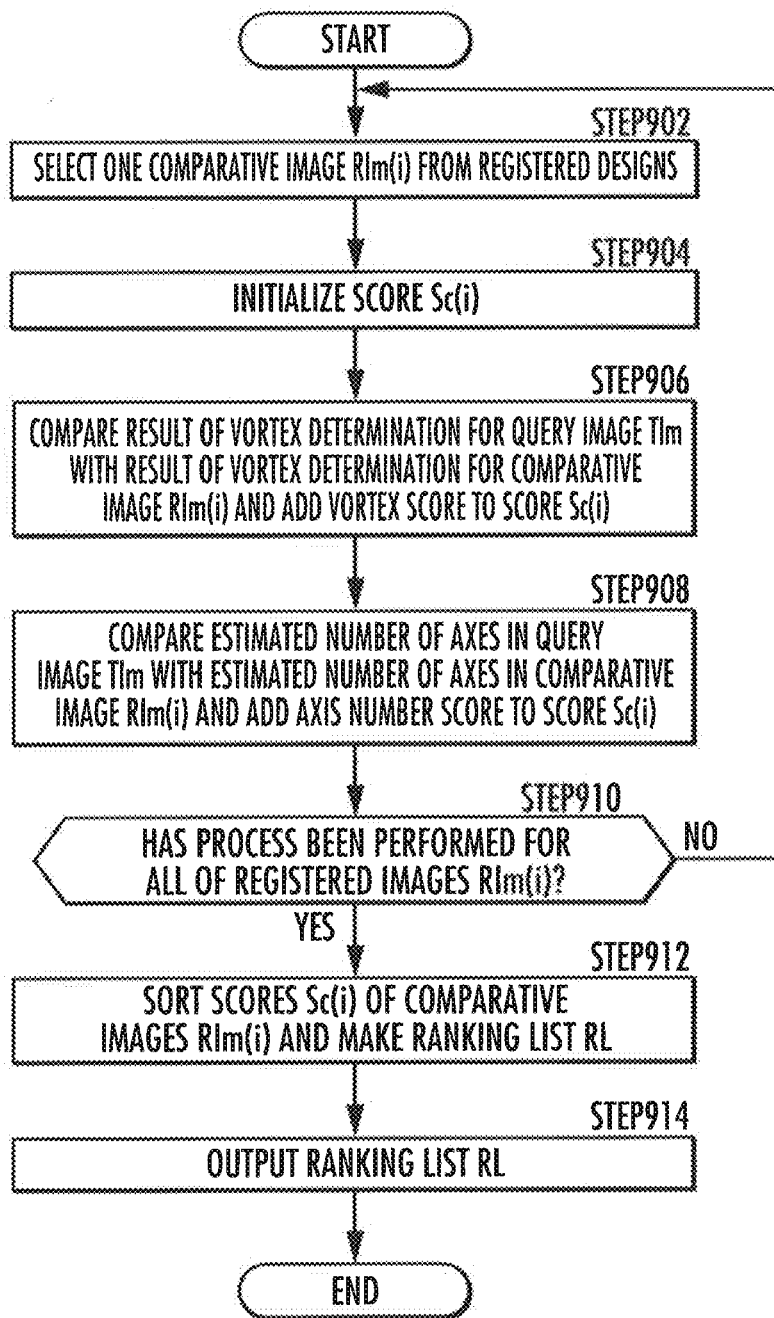 START
STEP902
SELECT ONE COMPARATIVE IMAGE RIm(i) FROM REGISTERED DESIGNS
STEP904
INITIALIZE SCORE Sc(i)
STEP906
COMPARE RESULT OF VORTEX DETERMINATION FOR QUERY IMAGE TIm
WITH RESULT OF VORTEX DETERMINATION FOR COMPARATIVE
IMAGE RIm(i) AND ADD VORTEX SCORE TO SCORE Sc(i)
STEP908
COMPARE ESTIMATED NUMBER OF AXES IN QUERY
IMAGE TIm WITH ESTIMATED NUMBER OF AXES IN COMPARATIVE
IMAGE RIm(i) AND ADD AXIS NUMBER SCORE TO SCORE Sc(i)
STEP910
HAS PROCESS BEEN PERFORMED FOR
ALL OF REGISTERED IMAGES RIm(i)?
NO
YES
STEP912
SORT SCORES Sc(i) OF COMPARATIVE
IMAGES RIm(i) AND MAKE RANKING LIST RL
STEP914
OUTPUT RANKING LIST RL
END